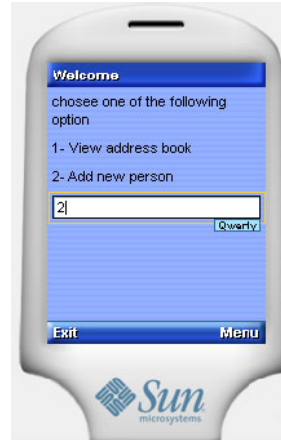 Welcome
chosee one of the following
option
1- View address book
2- Add new person
2
Qwerty
Exit Menu
Sun
microsystems